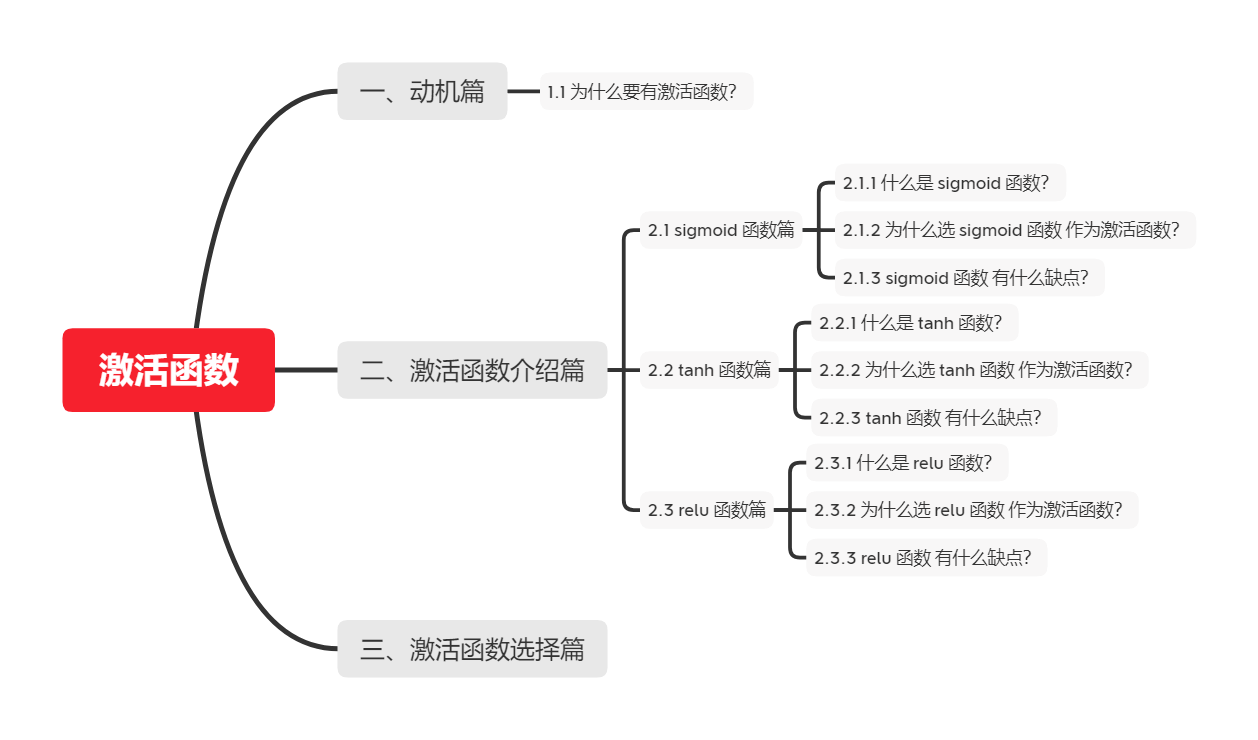 激活函数
一、动机篇
1.1 为什么要有激活函数？
二、激活函数介绍篇
2.1 sigmoid 函数篇
2.1.1 什么是 sigmoid 函数？
2.1.2 为什么选 sigmoid 函数 作为激活函数？
2.1.3 sigmoid 函数 有什么缺点？
2.2 tanh 函数篇
2.2.1 什么是 tanh 函数？
2.2.2 为什么选 tanh 函数 作为激活函数？
2.2.3 tanh 函数 有什么缺点？
2.3 relu 函数篇
2.3.1 什么是 relu 函数？
2.3.2 为什么选 relu 函数 作为激活函数？
2.3.3 relu 函数 有什么缺点？
三、激活函数选择篇